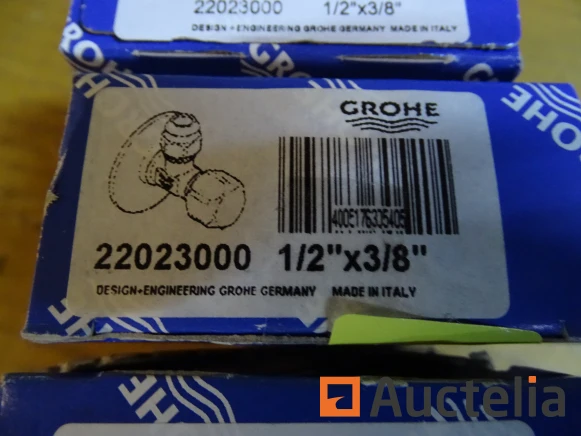 22023000 1/2"x3/8"
DESIGN+ENGINEERING GROHE GERMANY MADE IN ITALY
GROHE
GROHE
22023000 1/2"x3/8"
DESIGN+ENGINEERING GROHE GERMANY MADE IN ITALY
GROHE
Auctelia